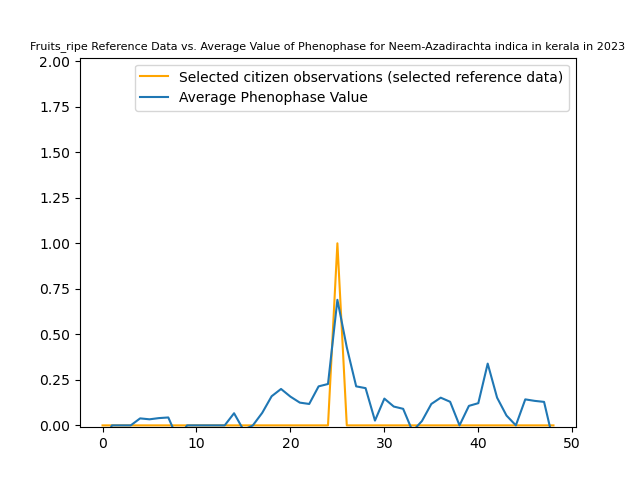 Fruits_ripe Reference Data vs. Average Value of Phenophase for Neem-Azadirachta indica in kerala in 2023
Selected citizen observations (selected reference data)
Average Phenophase Value
2.00
1.75
1.50
1.25
1.00
0.75
0.50
0.25
0.00
0 10 20 30 40 50